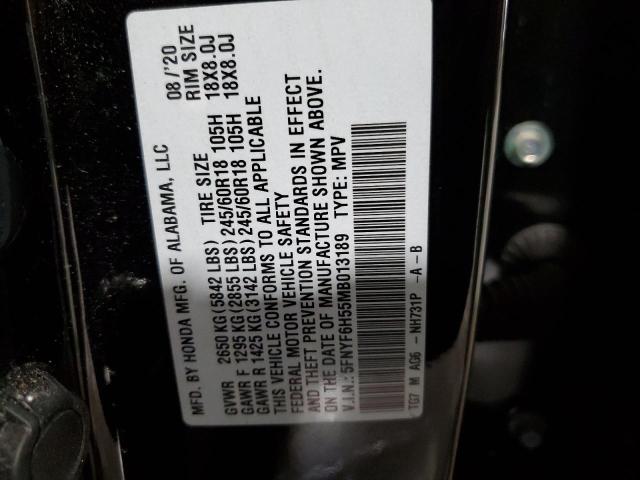 MFD. BY HONDA MFG. OF ALABAMA, LLC 08/'20
GVWR 2650 KG (5842 LBS) TIRE SIZE RIM SIZE
GAWR F 1295 KG (2855 LBS) 245/60R18 105H 18X8.0J
GAWR R 1425 KG (3142 LBS) 245/60R18 105H 18X8.0J
THIS VEHICLE CONFORMS TO ALL APPLICABLE
FEDERAL MOTOR VEHICLE SAFETY
AND THEFT PREVENTION STANDARDS IN EFFECT
ON THE DATE OF MANUFACTURE SHOWN ABOVE.
V.I.N.: 5FNYF6H55MB013189 TYPE: MPV
TG7 M AG6 - NH731P -A-B